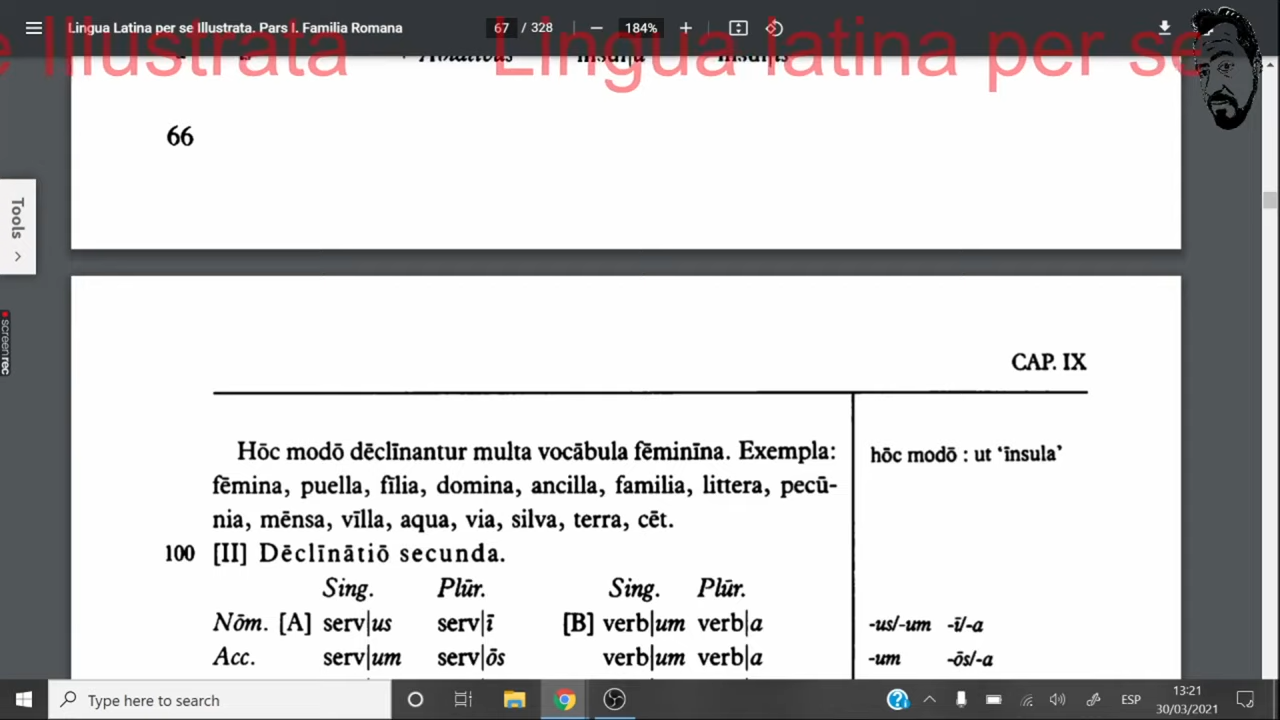 Lingua Latina per se Illustrata. Pars I. Familia Romana
67 / 328
184%
e Illustrata
Lingua latina per se
66
Tools
screenrec
CAP. IX
Hōc modō dēclīnantur multa vocābula fēminīna. Exempla:
fēmina, puella, fīlia, domina, ancilla, familia, littera, pecū-
nia, mēnsa, vīlla, aqua, via, silva, terra, cēt.
hōc modō : ut ‘īnsula’
100 [II] Dēclīnātiō secunda.
Sing. Plūr. Sing. Plūr.
Nōm. [A] serv|us serv|ī [B] verb|um verb|a -us/-um -ī/-a
Acc. serv|um serv|ōs verb|um verb|a -um -ōs/-a
Type here to search
ESP
13:21
30/03/2021